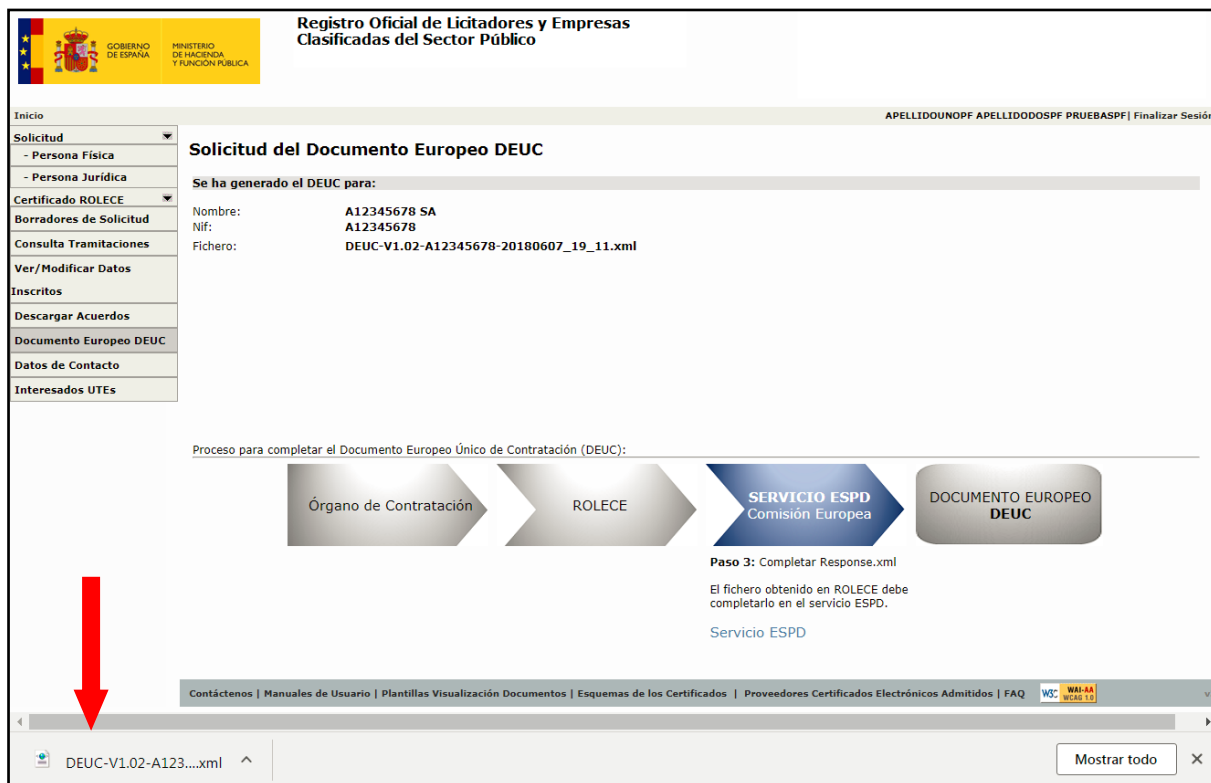 GOBIERNO
DE ESPAÑA
MINISTERIO
DE HACIENDA
Y FUNCIÓN PÚBLICA
Registro Oficial de Licitadores y Empresas
Clasificadas del Sector Público
Inicio
APELLIDOUNOPF APELLIDODOSPF PRUEBASPF| Finalizar Sesión
Solicitud
- Persona Física
- Persona Jurídica
Certificado ROLECE
Borradores de Solicitud
Consulta Tramitaciones
Ver/Modificar Datos
Inscritos
Descargar Acuerdos
Documento Europeo DEUC
Datos de Contacto
Interesados UTEs
Solicitud del Documento Europeo DEUC
Se ha generado el DEUC para:
Nombre: A12345678 SA
Nif: A12345678
Fichero: DEUC-V1.02-A12345678-20180607_19_11.xml
Proceso para completar el Documento Europeo Único de Contratación (DEUC):
Órgano de Contratación
ROLECE
SERVICIO ESPD
Comisión Europea
DOCUMENTO EUROPEO
DEUC
Paso 3: Completar Response.xml
El fichero obtenido en ROLECE debe
completarlo en el servicio ESPD.
Servicio ESPD
Contáctenos | Manuales de Usuario | Plantillas Visualización Documentos | Esquemas de los Certificados | Proveedores Certificados Electrónicos Admitidos | FAQ
W3C WAI-AA
WCAG 1.0
v
DEUC-V1.02-A123....xml
Mostrar todo